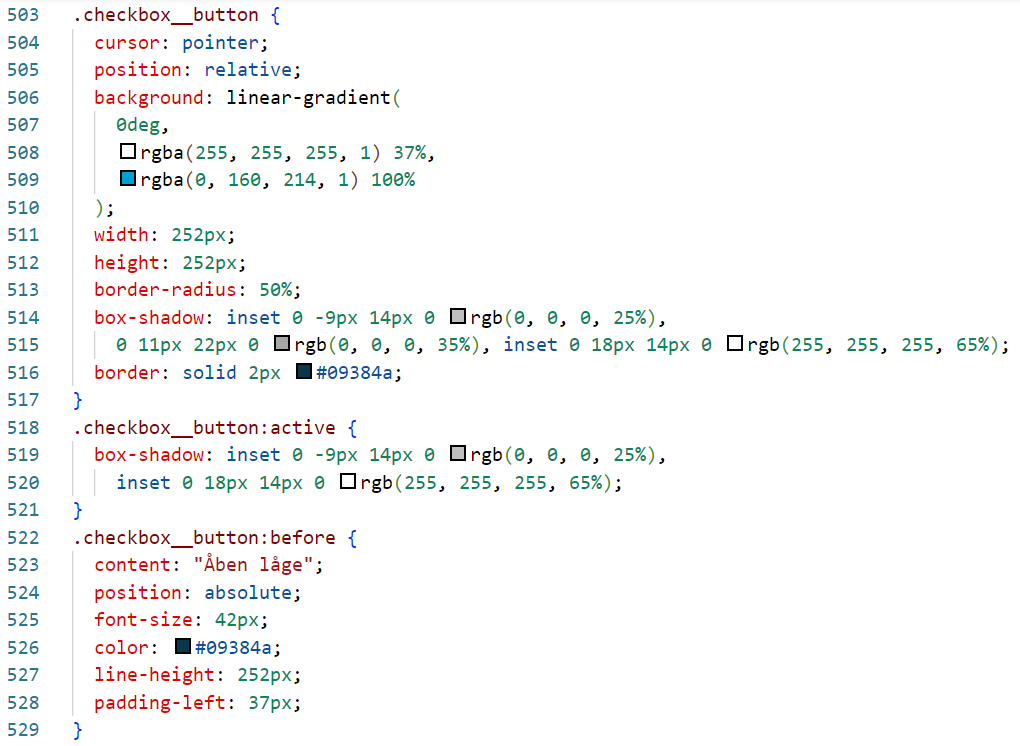 503 .checkbox__button {
504 cursor: pointer;
505 position: relative;
506 background: linear-gradient(
507 0deg,
508 rgba(255, 255, 255, 1) 37%,
509 rgba(0, 160, 214, 1) 100%
510 );
511 width: 252px;
512 height: 252px;
513 border-radius: 50%;
514 box-shadow: inset 0 -9px 14px 0 rgb(0, 0, 0, 25%),
515 0 11px 22px 0 rgb(0, 0, 0, 35%), inset 0 18px 14px 0 rgb(255, 255, 255, 65%);
516 border: solid 2px #09384a;
517 }
518 .checkbox__button:active {
519 box-shadow: inset 0 -9px 14px 0 rgb(0, 0, 0, 25%),
520 inset 0 18px 14px 0 rgb(255, 255, 255, 65%);
521 }
522 .checkbox__button:before {
523 content: "Åben låge";
524 position: absolute;
525 font-size: 42px;
526 color: #09384a;
527 line-height: 252px;
528 padding-left: 37px;
529 }